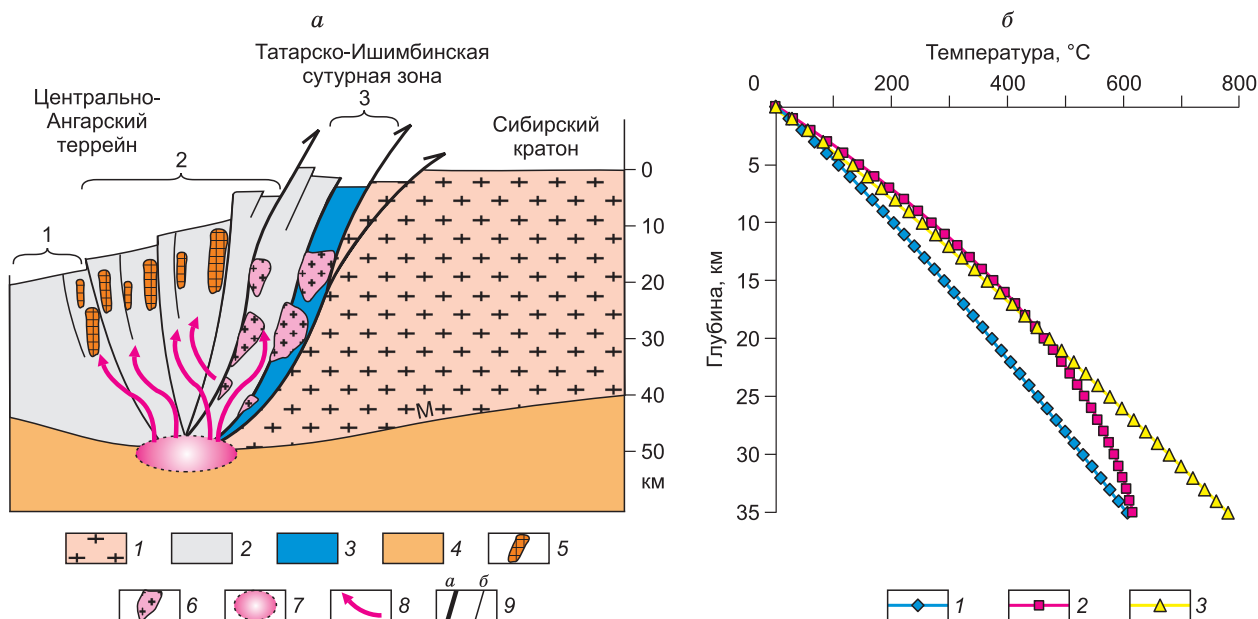 а
Татарско-Ишимбинская
сутурная зона
3
Центрально-
Ангарский
террейн
2
Сибирский
кратон
1
0
10
20
30
40
50
км
М
1
2
3
4
5
6
7
8
а
б
9
б
Температура, °C
0
200
400
600
800
Глубина, км
5
10
15
20
25
30
35
1
2
3